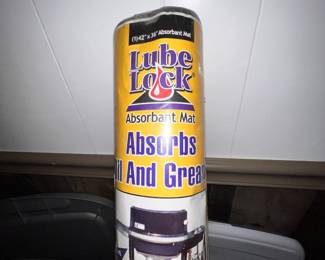 (1) 42" x 36" Absorbant Mat
Lube
Lock
Absorbant Mat
Absorbs
il And Grea